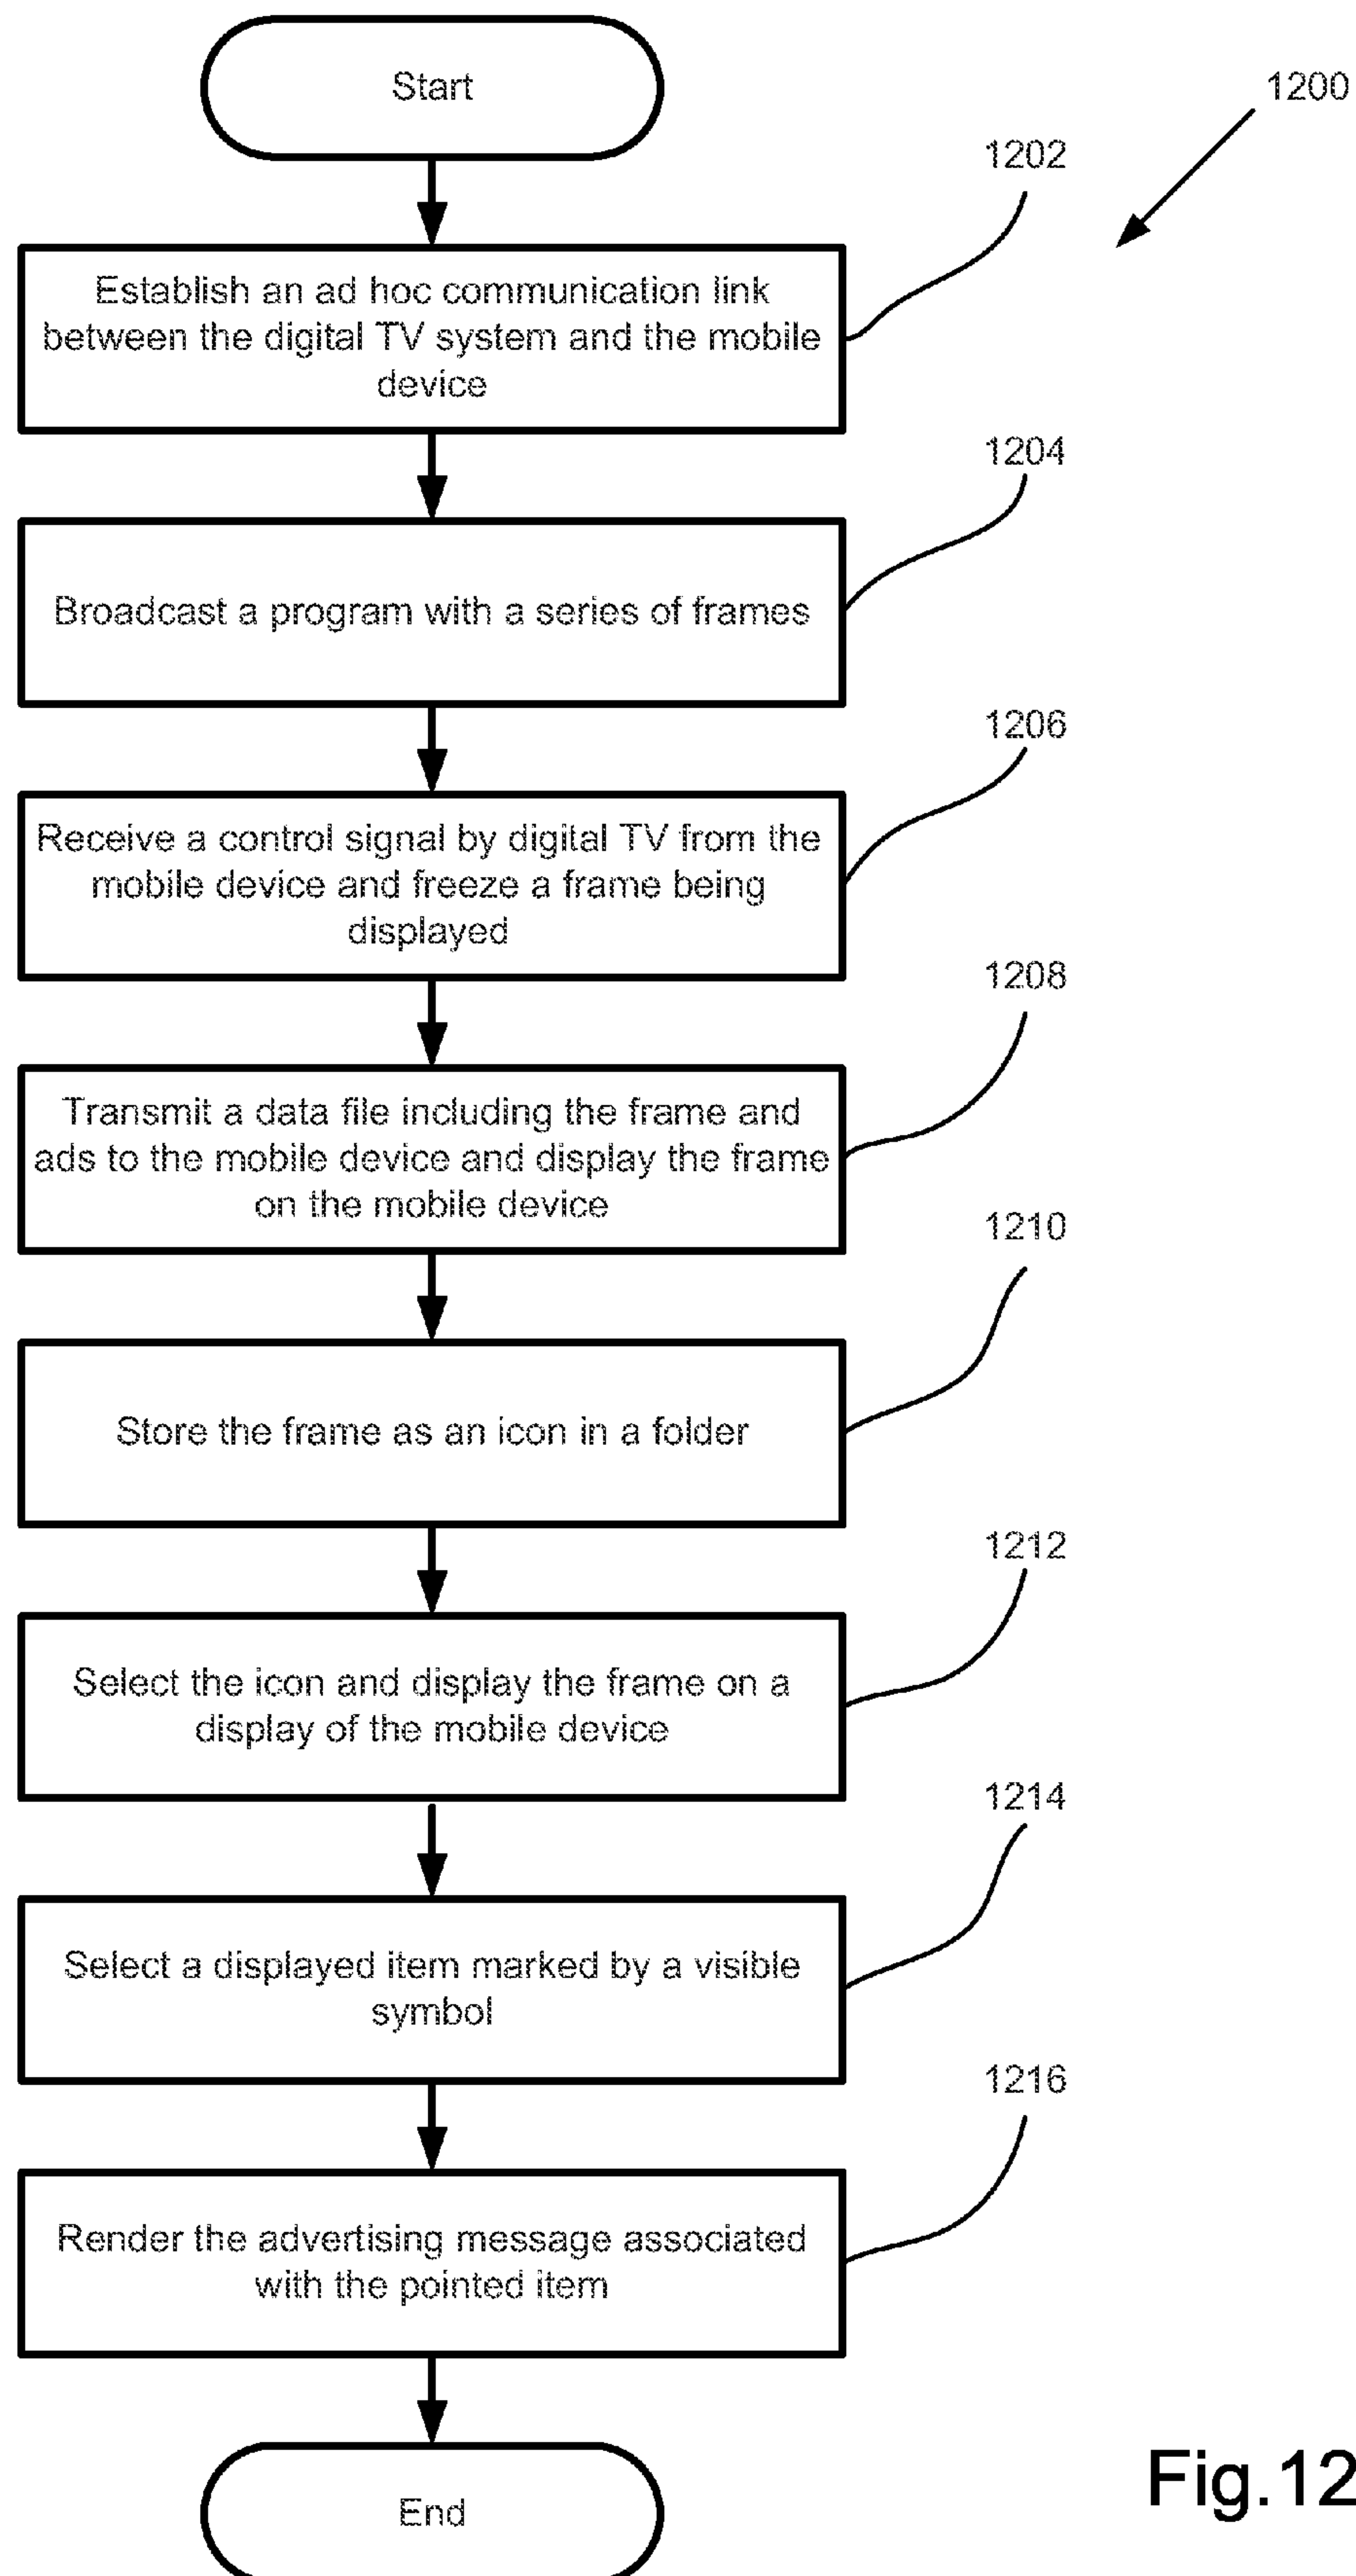 Start
1200
1202
Establish an ad hoc communication link
between the digital TV system and the mobile
device
1204
Broadcast a program with a series of frames
1206
Receive a control signal by digital TV from the
mobile device and freeze a frame being
displayed
1208
Transmit a data file including the frame and
ads to the mobile device and display the frame
on the mobile device
1210
Store the frame as an icon in a folder
1212
Select the icon and display the frame on a
display of the mobile device
1214
Select a displayed item marked by a visible
symbol
1216
Render the advertising message associated
with the pointed item
End
Fig.12